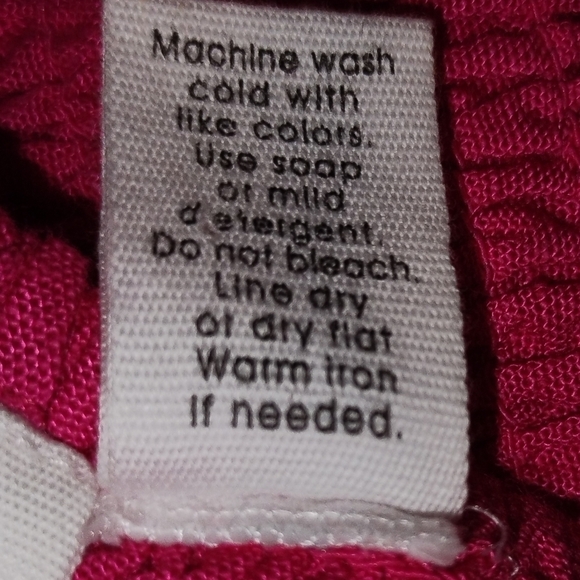 Machine wash
cold with
like colors.
Use soap
or mild
detergent.
Do not bleach.
Line dry
or dry flat
Warm iron
if needed.